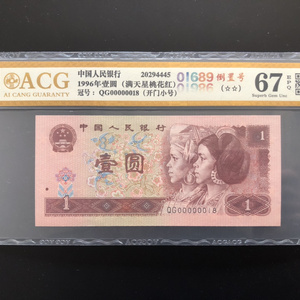 ACG
AI CANG GUARANTY
中国人民银行 20294445
1996年壹圆 (满天星桃花红)
冠号: QG00000018 (开门小号)
01689 倒置号
(☆☆)
67 EPQ
Superb Gem Unc
中国人民银行
1
壹圆
1
QG00000018